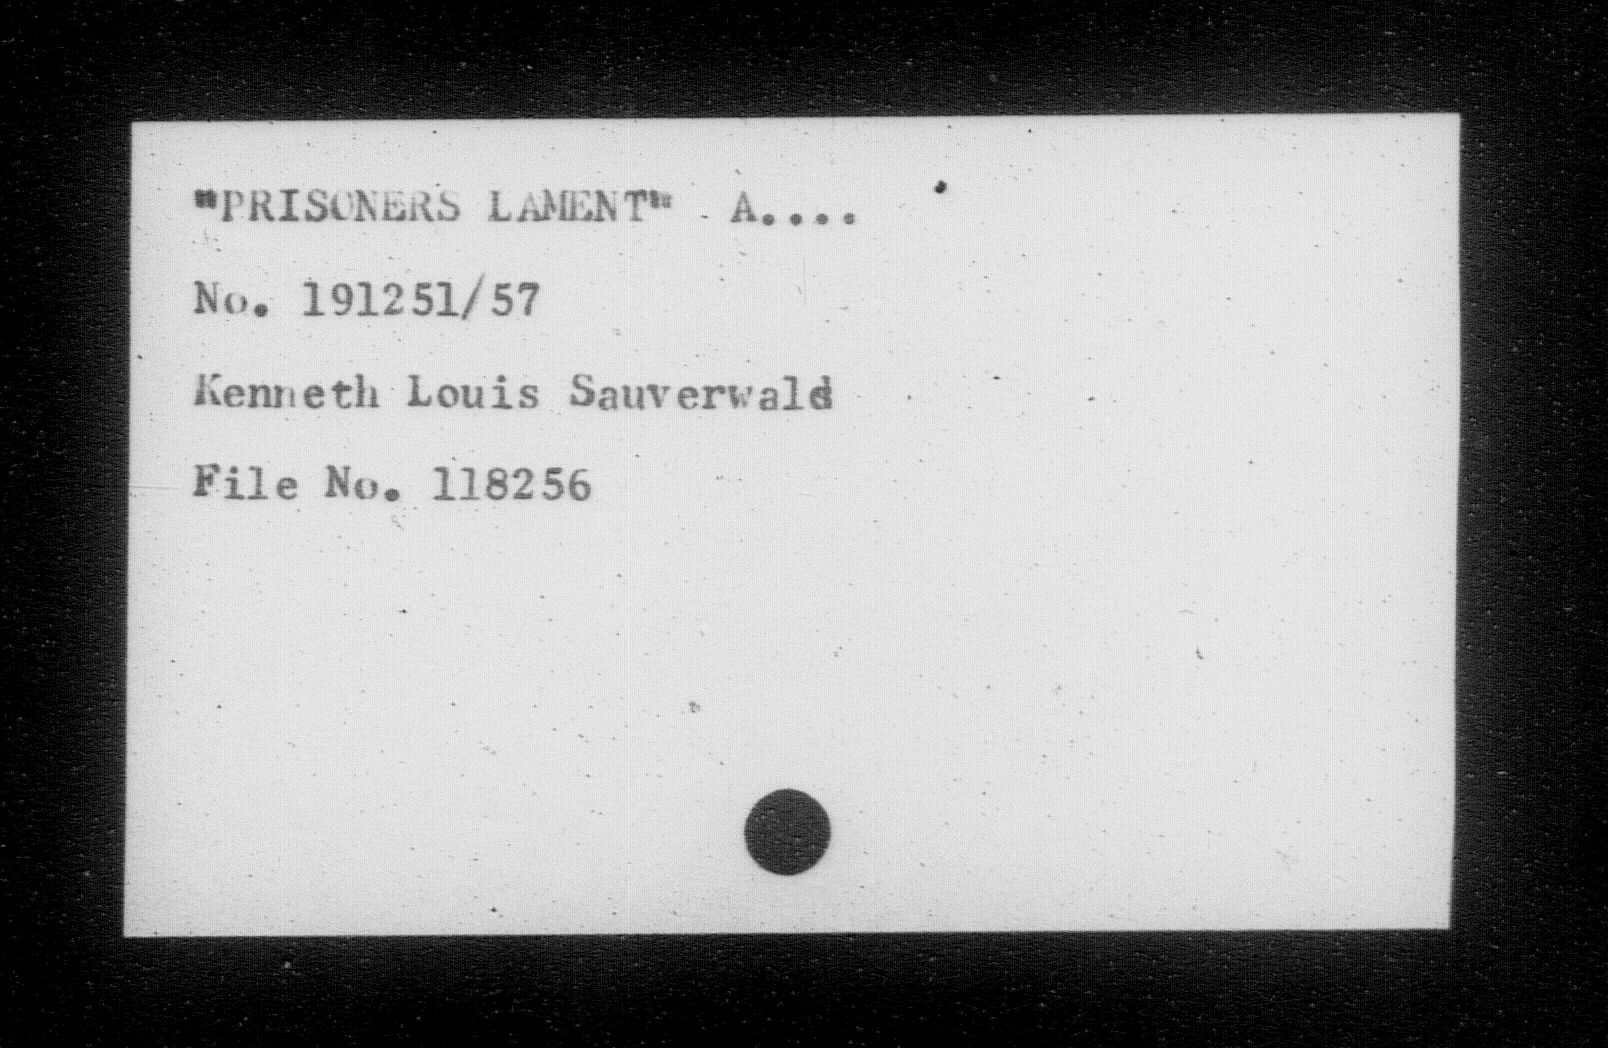 "PRISONERS LAMENT" A....
No. 191251/57
Kenneth Louis Sauverwald
File No. 118256